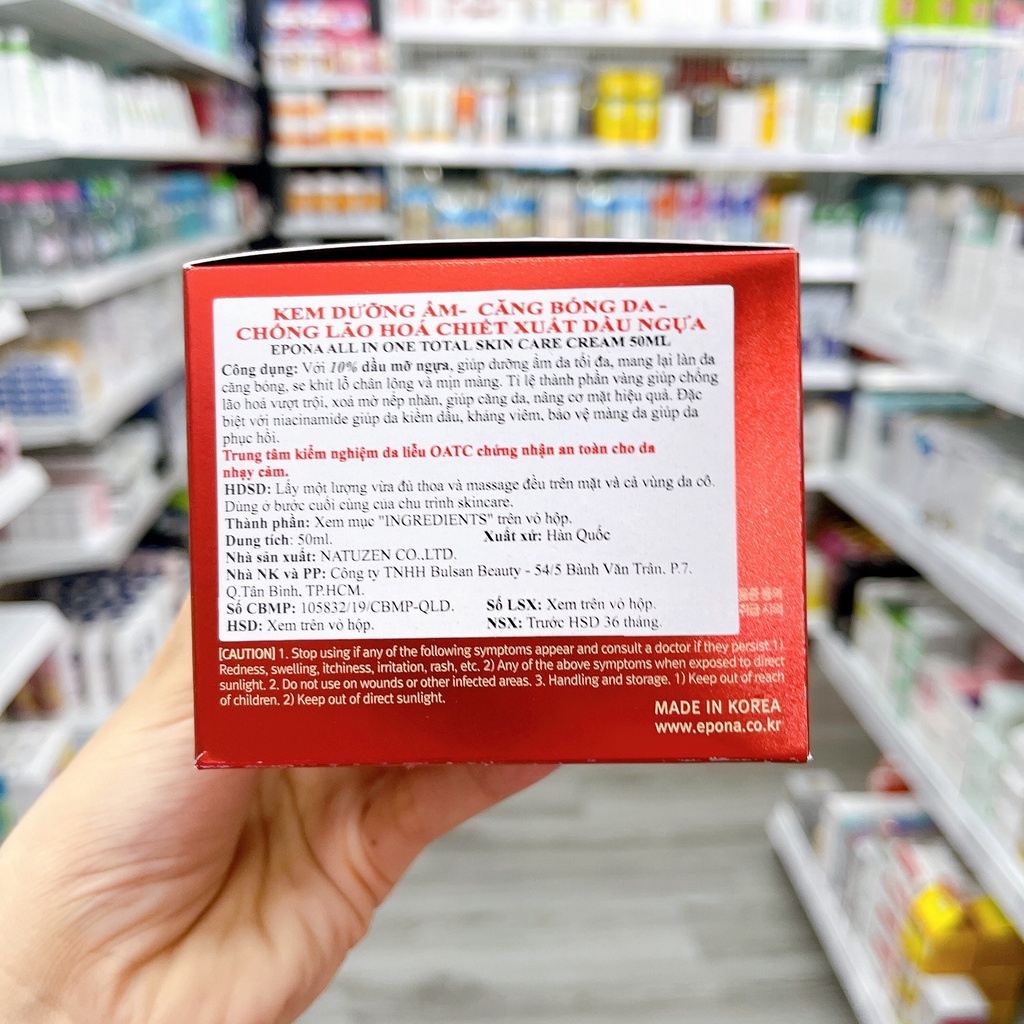 KEM DƯỠNG ẨM- CĂNG BÓNG DA -
CHỐNG LÃO HOÁ CHIẾT XUẤT DẦU NGỰA
EPONA ALL IN ONE TOTAL SKIN CARE CREAM 50ML
Công dụng: Với 10% dầu mỡ ngựa, giúp dưỡng ẩm da tối đa, mang lại làn da
căng bóng, se khít lỗ chân lông và mịn màng. Tỉ lệ thành phần vàng giúp chống
lão hoá vượt trội, xoá mờ nếp nhăn, giúp căng da, nâng cơ mặt hiệu quả. Đặc
biệt với niacinamide giúp da kiềm dầu, kháng viêm, bảo vệ màng da giúp da
phục hồi.
Trung tâm kiểm nghiệm da liễu OATC chứng nhận an toàn cho da
nhạy cảm.
HDSD: Lấy một lượng vừa đủ thoa và massage đều trên mặt và cả vùng da cổ.
Dùng ở bước cuối cùng của chu trình skincare.
Thành phần: Xem mục "INGREDIENTS" trên vỏ hộp.
Dung tích: 50ml. Xuất xứ: Hàn Quốc
Nhà sản xuất: NATUZEN CO.,LTD.
Nhà NK và PP: Công ty TNHH Bulsan Beauty - 54/5 Bành Văn Trân, P.7,
Q.Tân Bình, TP.HCM.
Số CBMP: 105832/19/CBMP-QLD. Số LSX: Xem trên vỏ hộp.
HSD: Xem trên vỏ hộp. NSX: Trước HSD 36 tháng.
취급 시의
[CAUTION] 1. Stop using if any of the following symptoms appear and consult a doctor if they persist 1)
Redness, swelling, itchiness, irritation, rash, etc. 2) Any of the above symptoms when exposed to direct
sunlight. 2. Do not use on wounds or other infected areas. 3. Handling and storage. 1) Keep out of reach
of children. 2) Keep out of direct sunlight.
MADE IN KOREA
www.epona.co.kr